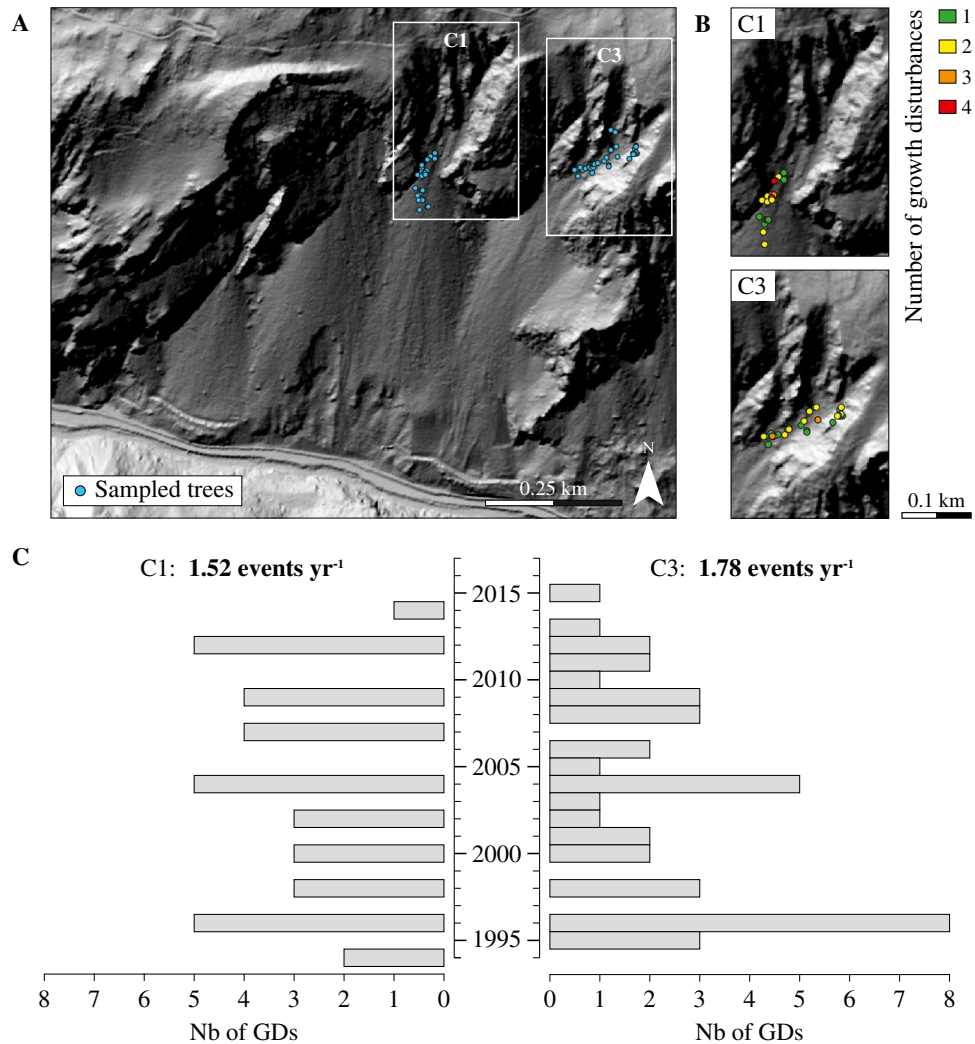 A
C1
C3
N
0.25 km
Sampled trees
B
C1
C3
0.1 km
Number of growth disturbances
1
2
3
4
C
C1: 1.52 events yr-1
C3: 1.78 events yr-1
2015
2010
2005
2000
1995
8 7 6 5 4 3 2 1 0
Nb of GDs
0 1 2 3 4 5 6 7 8
Nb of GDs